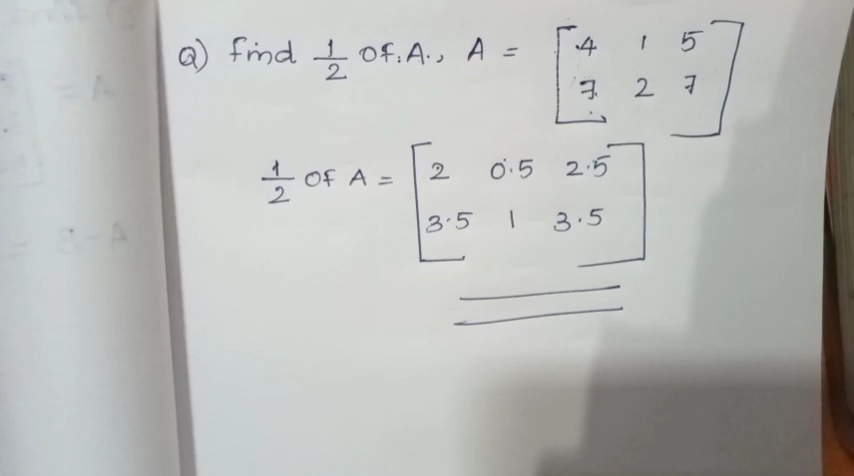 Q) find 1/2 of A., A = [4 1 5
7 2 7]
1/2 of A = [2 0.5 2.5
3.5 1 3.5]
= A
= B - A